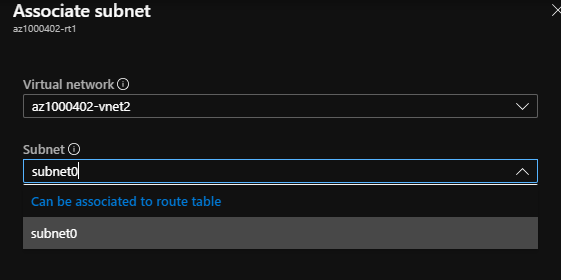 Associate subnet
az1000402-rt1
Virtual network
az1000402-vnet2
Subnet
subnet0
Can be associated to route table
subnet0